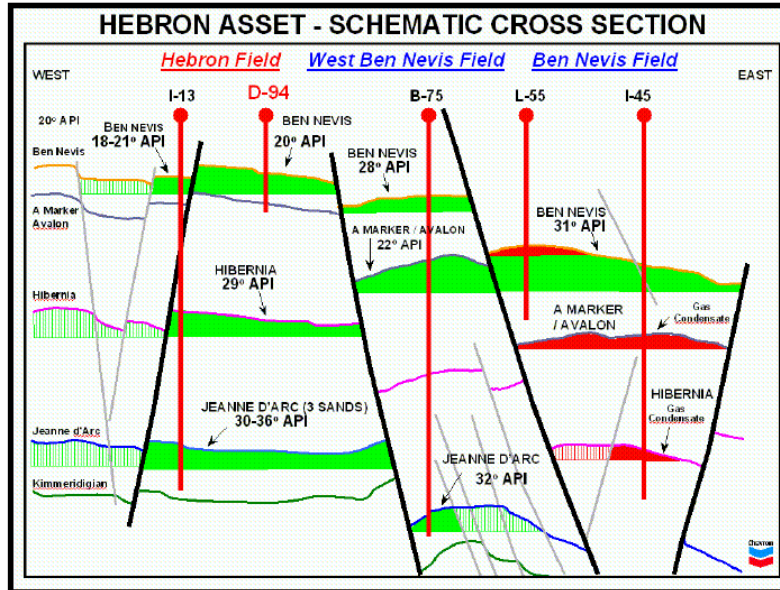 HEBRON ASSET - SCHEMATIC CROSS SECTION
Hebron Field
West Ben Nevis Field
Ben Nevis Field
WEST
EAST
I-13
D-94
B-75
L-55
I-45
20° API
BEN NEVIS
18-21° API
BEN NEVIS
20° API
Ben Nevis
BEN NEVIS
28° API
A Marker
Avalon
A MARKER / AVALON
22° API
BEN NEVIS
31° API
HIBERNIA
29° API
Hibernia
A MARKER
/ AVALON
Gas
Condensate
HIBERNIA
Gas
Condensate
JEANNE D'ARC (3 SANDS)
30-36° API
Jeanne d'Arc
JEANNE D'ARC
32° API
Kimmeridigian
Chevron